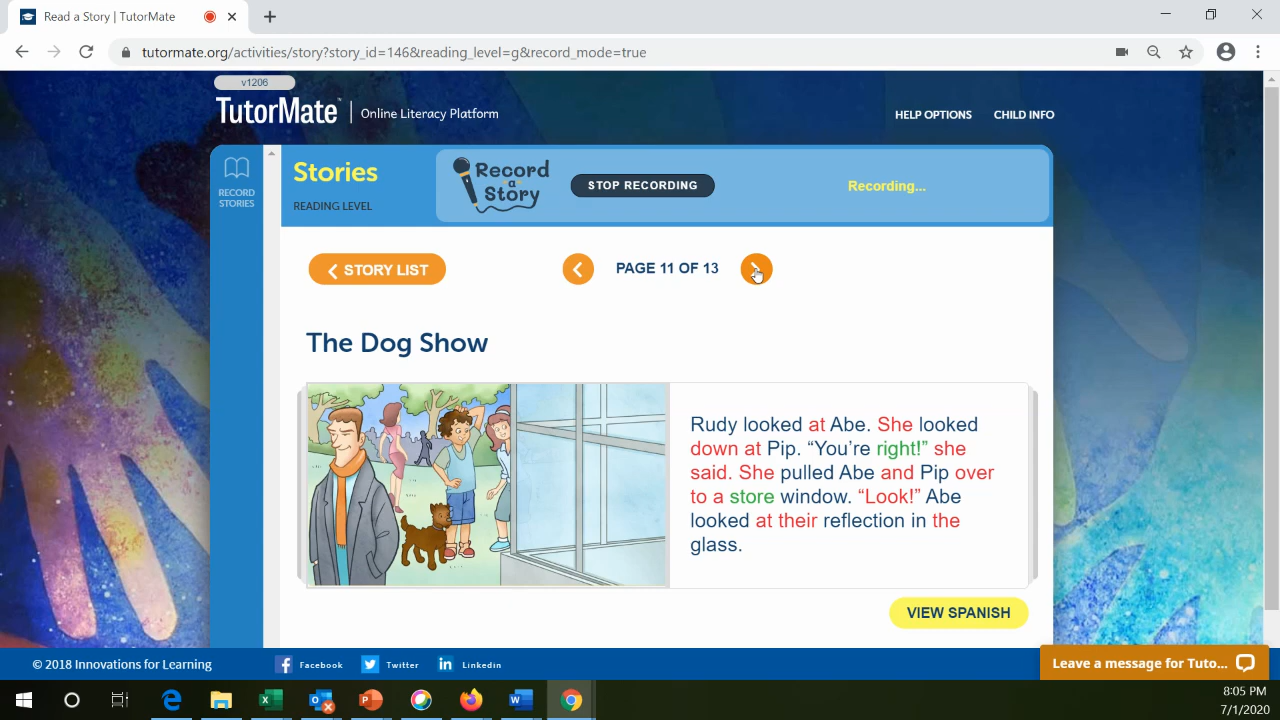 Read a Story | TutorMate
tutormate.org/activities/story?story_id=146&reading_level=g&record_mode=true
v1206
TutorMate™ | Online Literacy Platform
HELP OPTIONS
CHILD INFO
RECORD
STORIES
Stories
READING LEVEL
Record
a
Story
STOP RECORDING
Recording...
STORY LIST
PAGE 11 OF 13
The Dog Show
Rudy looked at Abe. She looked
down at Pip. “You’re right!” she
said. She pulled Abe and Pip over
to a store window. “Look!” Abe
looked at their reflection in the
glass.
VIEW SPANISH
© 2018 Innovations for Learning
Facebook
Twitter
Linkedin
Leave a message for Tuto...
8:05 PM
7/1/2020